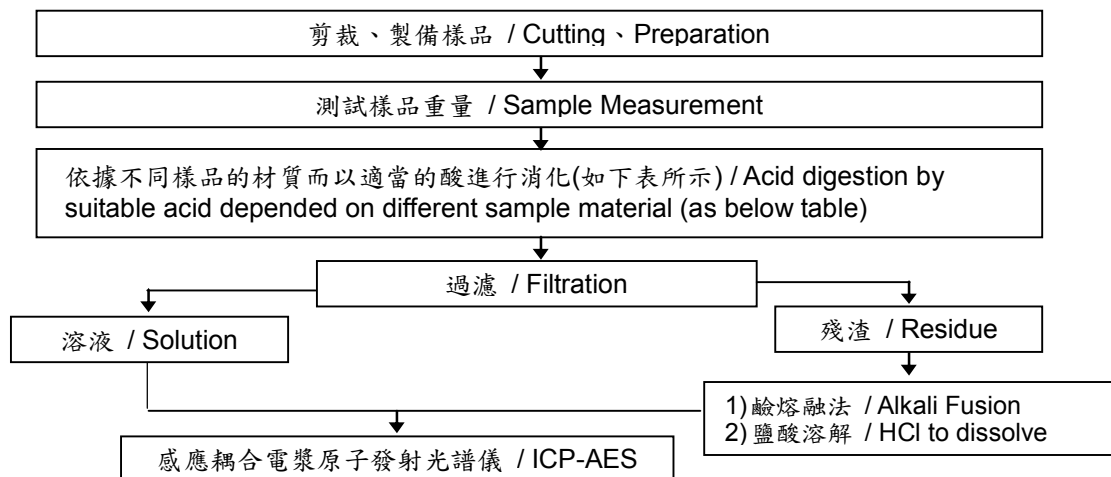 剪裁、製備樣品 / Cutting、Preparation
測試樣品重量 / Sample Measurement
依據不同樣品的材質而以適當的酸進行消化(如下表所示) / Acid digestion by
suitable acid depended on different sample material (as below table)
過濾 / Filtration
溶液 / Solution
殘渣 / Residue
1) 鹼熔融法 / Alkali Fusion
2) 鹽酸溶解 / HCl to dissolve
感應耦合電漿原子發射光譜儀 / ICP-AES